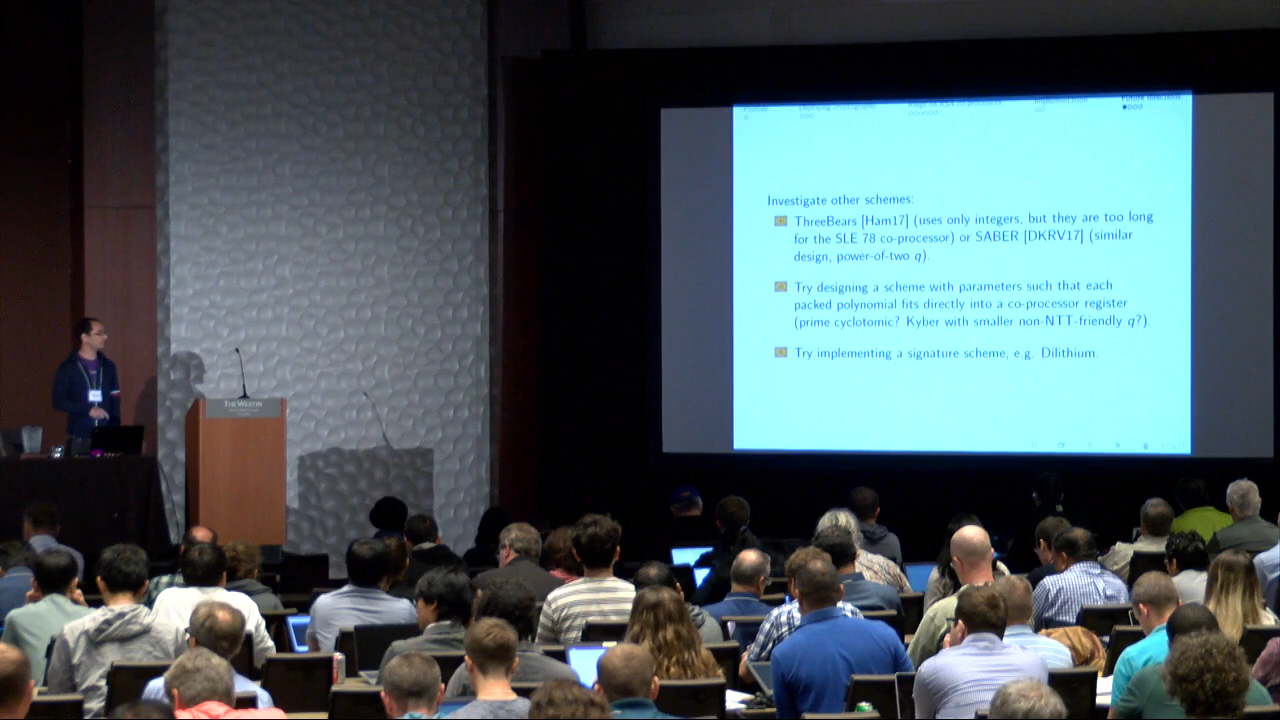 Future directions
Investigate other schemes:
ThreeBears [Ham17] (uses only integers, but they are too long
for the SLE 78 co-processor) or SABER [DKRV17] (similar
design, power-of-two q).
Try designing a scheme with parameters such that each
packed polynomial fits directly into a co-processor register
(prime cyclotomic? Kyber with smaller non-NTT-friendly q?).
Try implementing a signature scheme, e.g. Dilithium.
THE WESTIN